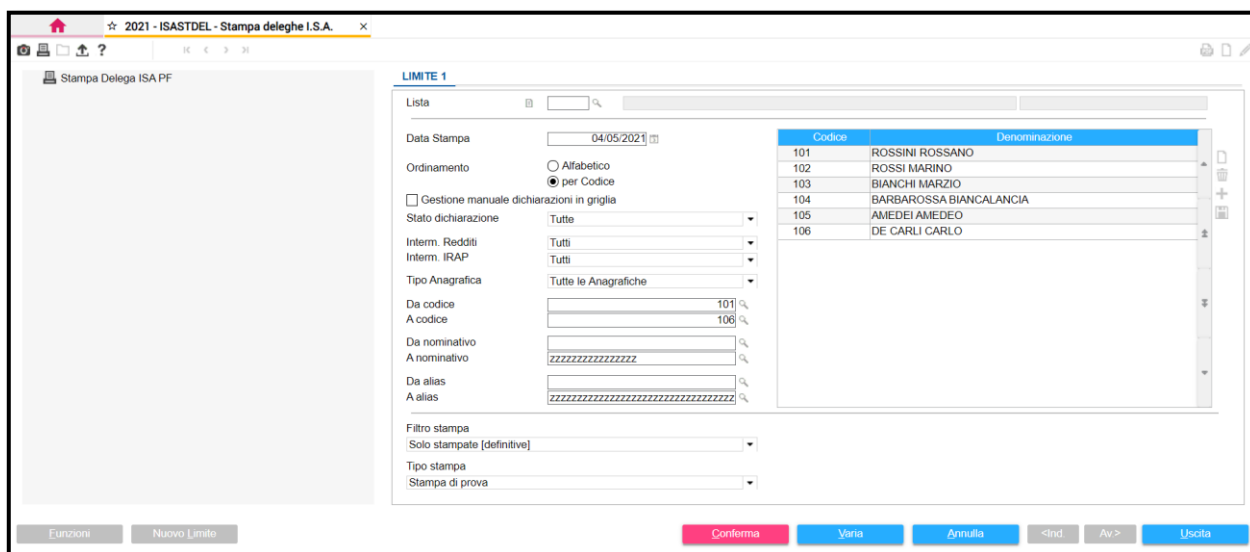 ☆ 2021 - ISASTDEL - Stampa deleghe I.S.A. ×
?
Stampa Delega ISA PF
LIMITE 1
Lista
Data Stampa 04/05/2021
Ordinamento
Alfabetico
per Codice
Gestione manuale dichiarazioni in griglia
Stato dichiarazione Tutte
Interm. Redditi Tutti
Interm. IRAP Tutti
Tipo Anagrafica Tutte le Anagrafiche
Da codice 101
A codice 106
Da nominativo
A nominativo zzzzzzzzzzzzzzzz
Da alias
A alias zzzzzzzzzzzzzzzzzzzzzzzzzzzzzzzzzzz
Codice Denominazione
101 ROSSINI ROSSANO
102 ROSSI MARINO
103 BIANCHI MARZIO
104 BARBAROSSA BIANCALANCIA
105 AMEDEI AMEDEO
106 DE CARLI CARLO
Filtro stampa
Solo stampate [definitive]
Tipo stampa
Stampa di prova
Funzioni Nuovo Limite Conferma Varia Annulla <Ind. Av.> Uscita